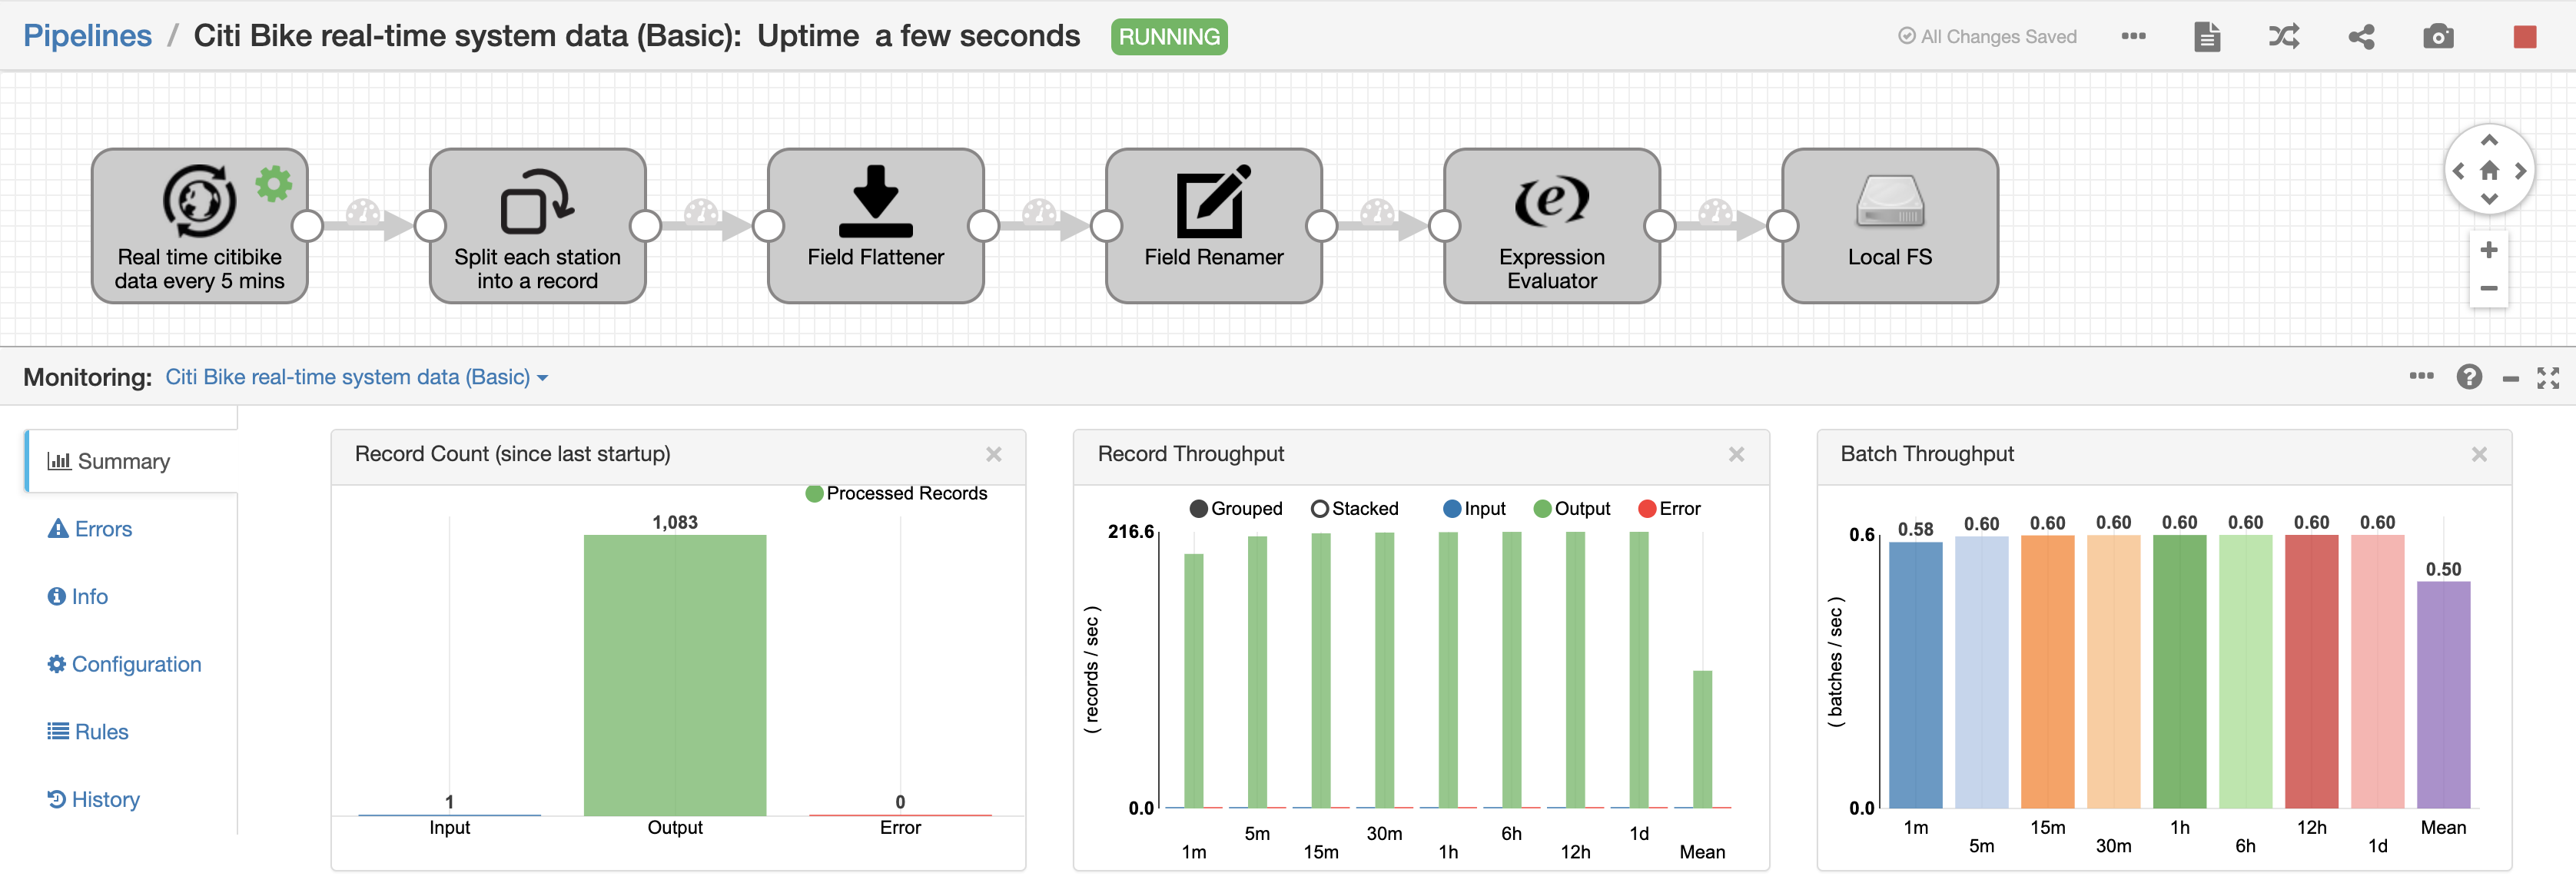 Pipelines / Citi Bike real-time system data (Basic): Uptime a few seconds RUNNING
All Changes Saved
Real time citibike
data every 5 mins
Split each station
into a record
Field Flattener
Field Renamer
Expression
Evaluator
Local FS
Monitoring: Citi Bike real-time system data (Basic)
Summary
Errors
Info
Configuration
Rules
History
Record Count (since last startup)
Processed Records
1,083
1
0
Input
Output
Error
Record Throughput
Grouped Stacked Input Output Error
216.6
( records / sec )
0.0
1m 5m 15m 30m 1h 6h 12h 1d Mean
Batch Throughput
0.6
0.58 0.60 0.60 0.60 0.60 0.60 0.60 0.60 0.50
( batches / sec )
0.0
1m 5m 15m 30m 1h 6h 12h 1d Mean